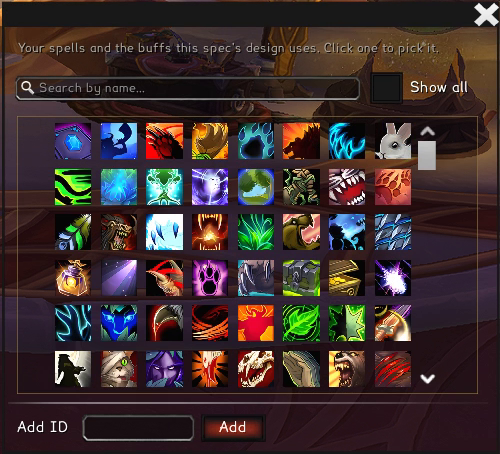 Your spells and the buffs this spec's design uses. Click one to pick it.
Search by name...
Show all
Add ID
Add